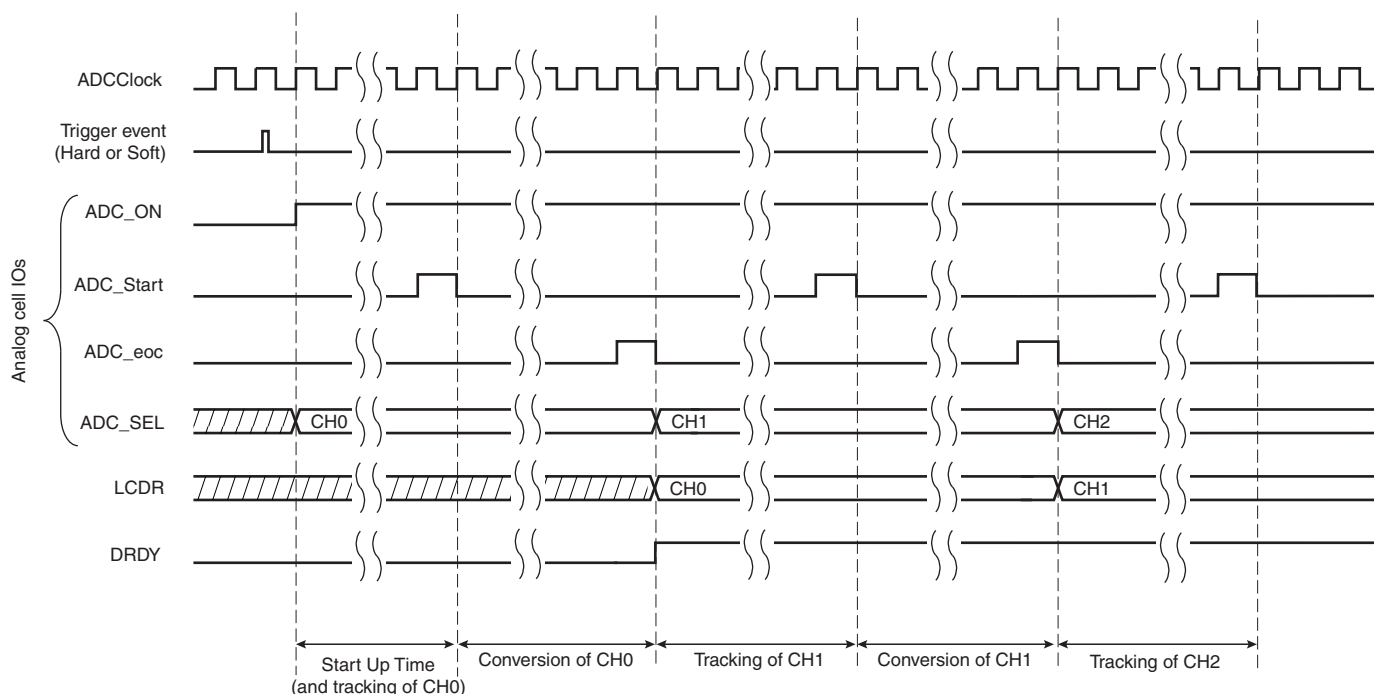 ADCClock
Trigger event
(Hard or Soft)
Analog cell IOs
ADC_ON
ADC_Start
ADC_eoc
ADC_SEL
CH0
CH1
CH2
LCDR
CH0
CH1
DRDY
Start Up Time
(and tracking of CH0)
Conversion of CH0
Tracking of CH1
Conversion of CH1
Tracking of CH2